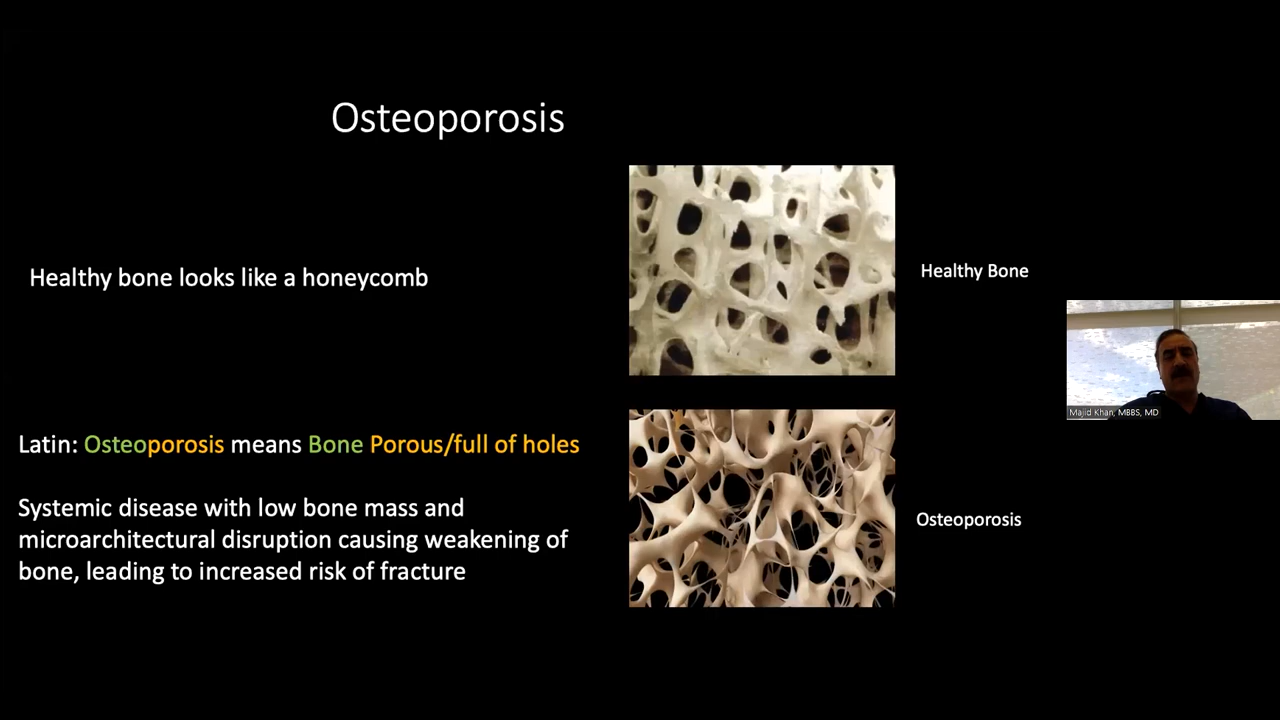 Osteoporosis
Healthy bone looks like a honeycomb
Healthy Bone
Majid Khan, MBBS, MD
Latin: Osteoporosis means Bone Porous/full of holes
Systemic disease with low bone mass and
microarchitectural disruption causing weakening of
bone, leading to increased risk of fracture
Osteoporosis